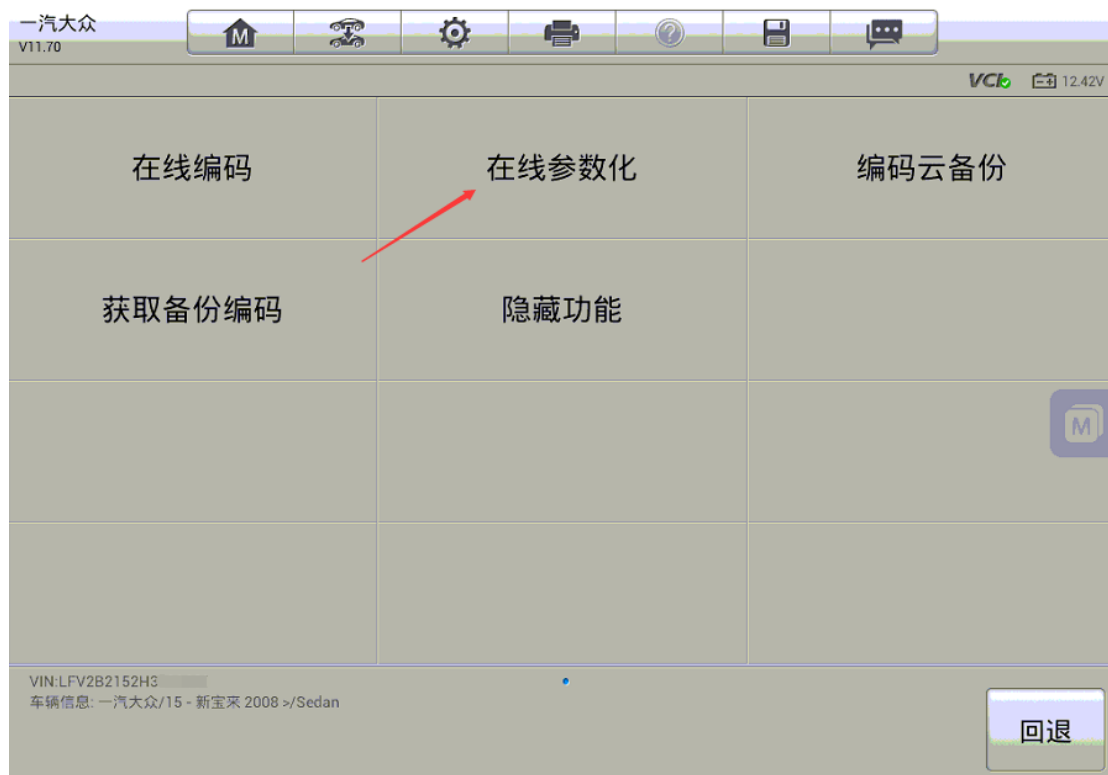 一汽大众
V11.70
M
VCI
12.42V
在线编码
在线参数化
编码云备份
获取备份编码
隐藏功能
M
VIN:LFV2B2152H3
车辆信息: 一汽大众/15 - 新宝来 2008 >/Sedan
回退